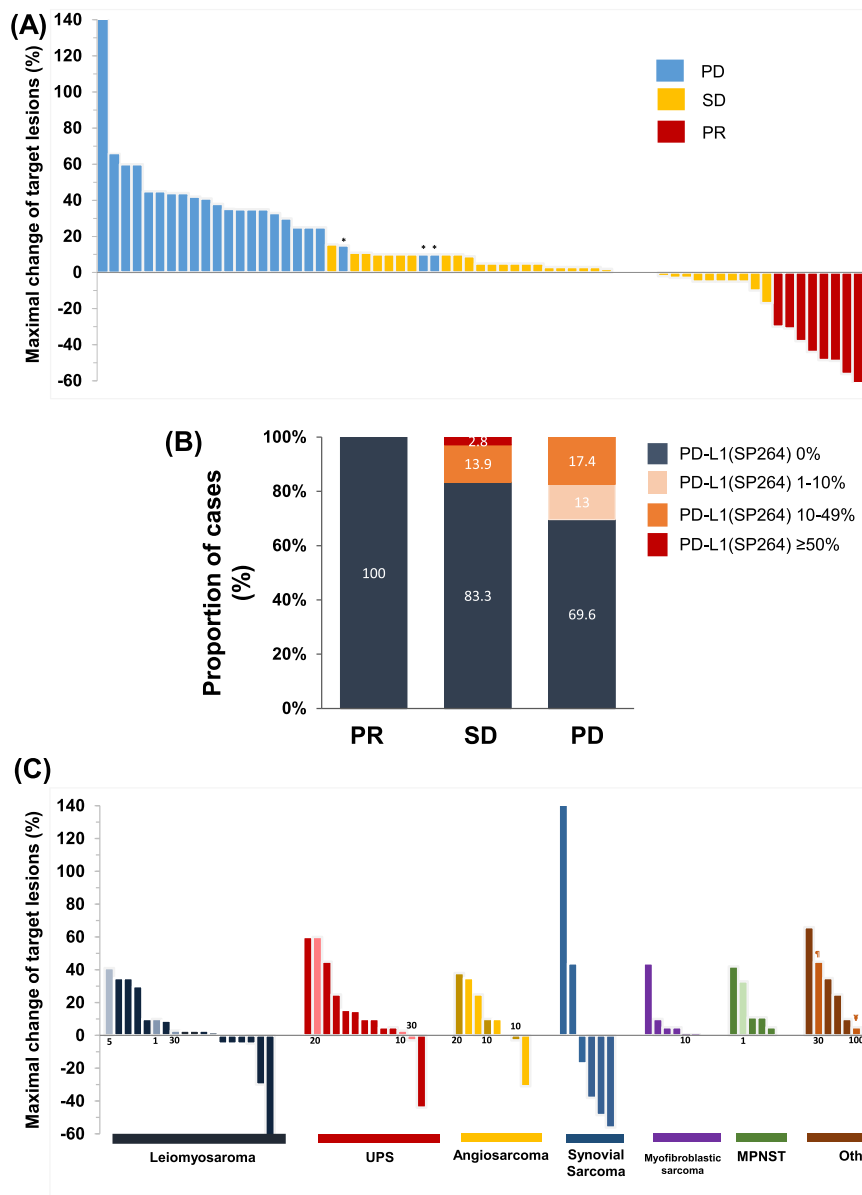 (A)
Maximal change of target lesions (%)
140
120
100
80
60
40
20
0
-20
-40
-60
PD
SD
PR
*
* *
(B)
Proportion of cases
(%)
100%
80%
60%
40%
20%
0%
100
2.8
13.9
83.3
17.4
13
69.6
PR SD PD
PD-L1(SP264) 0%
PD-L1(SP264) 1-10%
PD-L1(SP264) 10-49%
PD-L1(SP264) ≥50%
(C)
Maximal change of target lesions (%)
140
120
100
80
60
40
20
0
-20
-40
-60
5 1 30
20 10 30
20 10 10
10
1
¶ ¥
30 100
Leiomyosaroma
UPS
Angiosarcoma
Synovial
Sarcoma
Myofibroblastic
sarcoma
MPNST
Oth